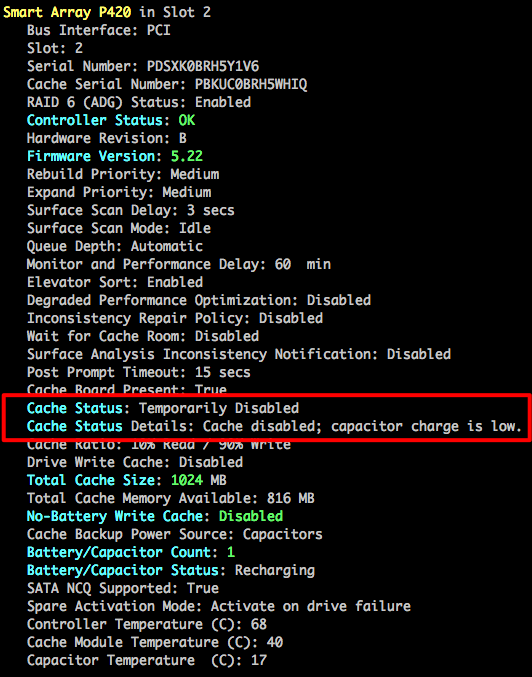 Smart Array P420 in Slot 2
Bus Interface: PCI
Slot: 2
Serial Number: PDSXK0BRH5Y1V6
Cache Serial Number: PBKUC0BRH5WHIQ
RAID 6 (ADG) Status: Enabled
Controller Status: OK
Hardware Revision: B
Firmware Version: 5.22
Rebuild Priority: Medium
Expand Priority: Medium
Surface Scan Delay: 3 secs
Surface Scan Mode: Idle
Queue Depth: Automatic
Monitor and Performance Delay: 60  min
Elevator Sort: Enabled
Degraded Performance Optimization: Disabled
Inconsistency Repair Policy: Disabled
Wait for Cache Room: Disabled
Surface Analysis Inconsistency Notification: Disabled
Post Prompt Timeout: 15 secs
Cache Board Present: True
Cache Status: Temporarily Disabled
Cache Status Details: Cache disabled; capacitor charge is low.
Cache Ratio: 10% Read / 90% Write
Drive Write Cache: Disabled
Total Cache Size: 1024 MB
Total Cache Memory Available: 816 MB
No-Battery Write Cache: Disabled
Cache Backup Power Source: Capacitors
Battery/Capacitor Count: 1
Battery/Capacitor Status: Recharging
SATA NCQ Supported: True
Spare Activation Mode: Activate on drive failure
Controller Temperature (C): 68
Cache Module Temperature (C): 40
Capacitor Temperature  (C): 17